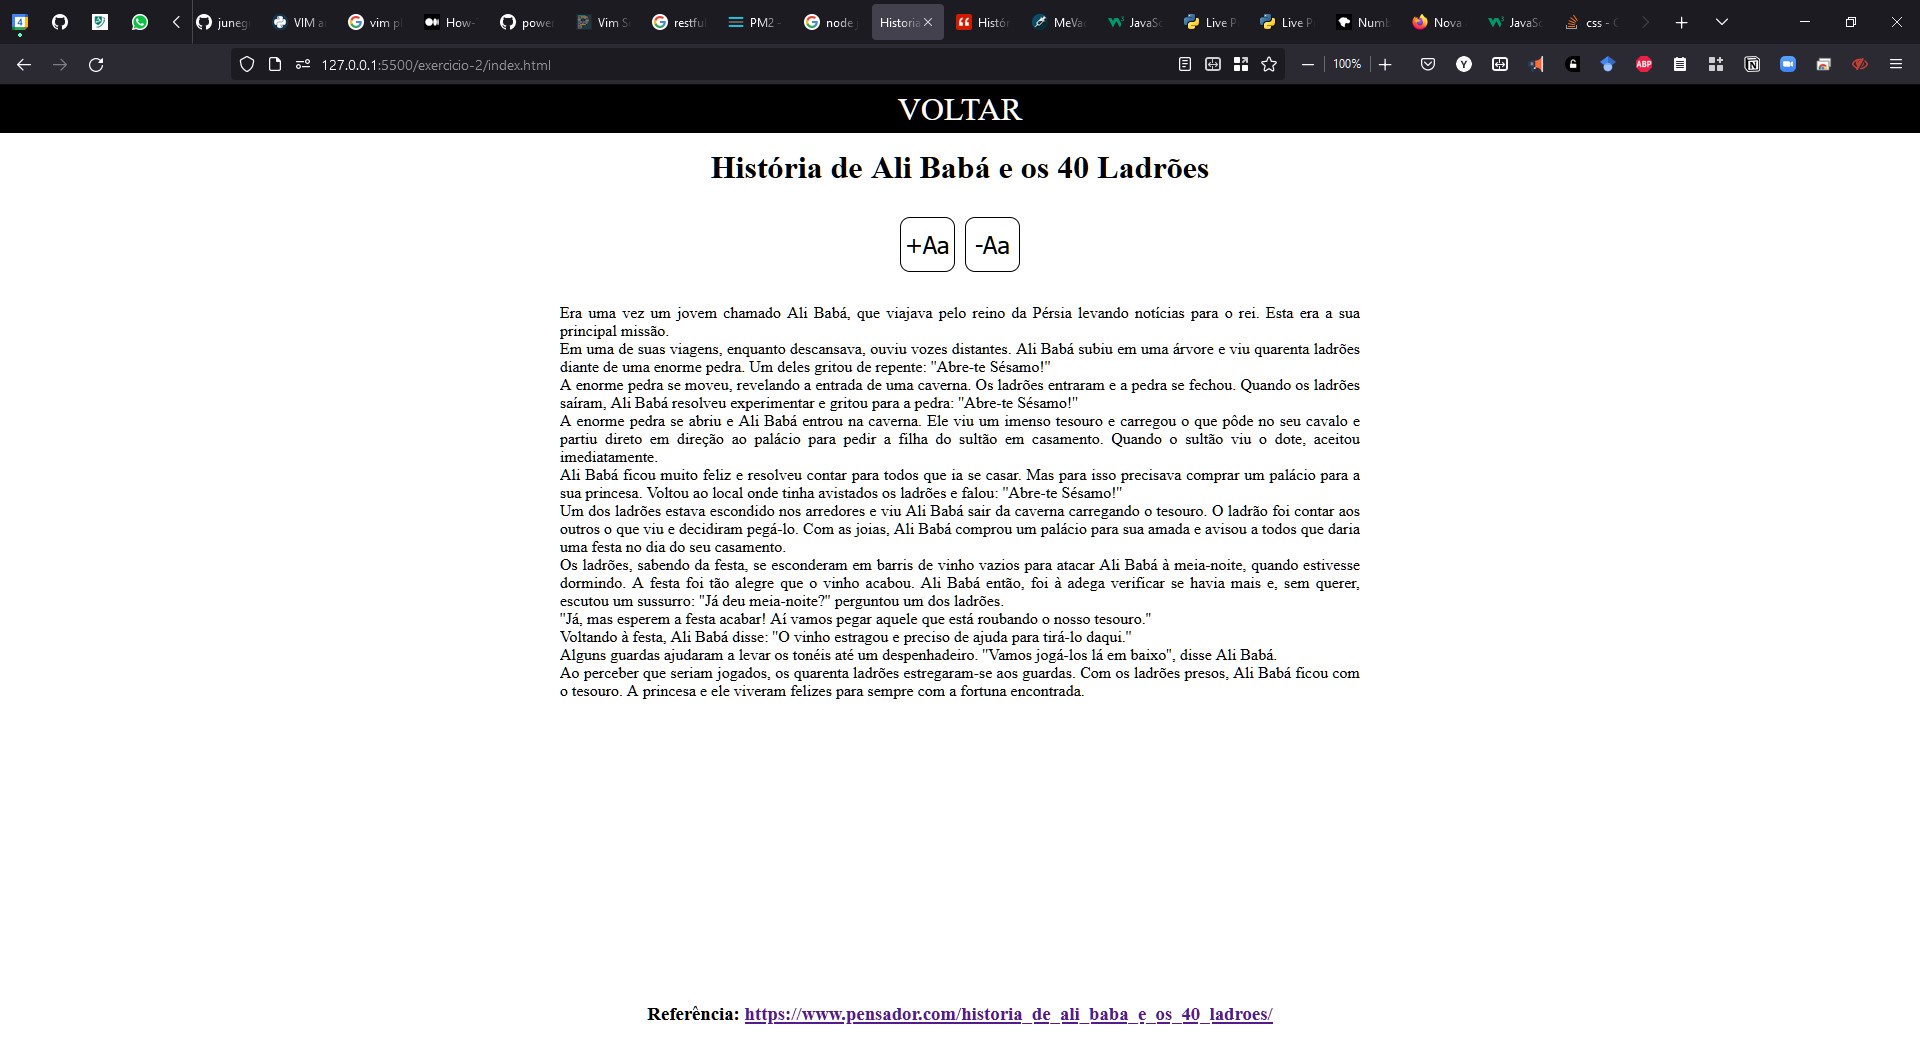 4
juneg
VIM a
vim p
How-
power
Vim S
restfu
PM2 -
node j
Historia
Histór
MeVa
JavaSc
Live P
Live P
Numb
Nova
JavaSc
css - C
127.0.0.1:5500/exercicio-2/index.html
100%
Y
ABP
N
VOLTAR
História de Ali Babá e os 40 Ladrões
+Aa -Aa
Era uma vez um jovem chamado Ali Babá, que viajava pelo reino da Pérsia levando notícias para o rei. Esta era a sua
principal missão.
Em uma de suas viagens, enquanto descansava, ouviu vozes distantes. Ali Babá subiu em uma árvore e viu quarenta ladrões
diante de uma enorme pedra. Um deles gritou de repente: "Abre-te Sésamo!"
A enorme pedra se moveu, revelando a entrada de uma caverna. Os ladrões entraram e a pedra se fechou. Quando os ladrões
saíram, Ali Babá resolveu experimentar e gritou para a pedra: "Abre-te Sésamo!"
A enorme pedra se abriu e Ali Babá entrou na caverna. Ele viu um imenso tesouro e carregou o que pôde no seu cavalo e
partiu direto em direção ao palácio para pedir a filha do sultão em casamento. Quando o sultão viu o dote, aceitou
imediatamente.
Ali Babá ficou muito feliz e resolveu contar para todos que ia se casar. Mas para isso precisava comprar um palácio para a
sua princesa. Voltou ao local onde tinha avistados os ladrões e falou: "Abre-te Sésamo!"
Um dos ladrões estava escondido nos arredores e viu Ali Babá sair da caverna carregando o tesouro. O ladrão foi contar aos
outros o que viu e decidiram pegá-lo. Com as joias, Ali Babá comprou um palácio para sua amada e avisou a todos que daria
uma festa no dia do seu casamento.
Os ladrões, sabendo da festa, se esconderam em barris de vinho vazios para atacar Ali Babá à meia-noite, quando estivesse
dormindo. A festa foi tão alegre que o vinho acabou. Ali Babá então, foi à adega verificar se havia mais e, sem querer,
escutou um sussurro: "Já deu meia-noite?" perguntou um dos ladrões.
"Já, mas esperem a festa acabar! Aí vamos pegar aquele que está roubando o nosso tesouro."
Voltando à festa, Ali Babá disse: "O vinho estragou e preciso de ajuda para tirá-lo daqui."
Alguns guardas ajudaram a levar os tonéis até um despenhadeiro. "Vamos jogá-los lá em baixo", disse Ali Babá.
Ao perceber que seriam jogados, os quarenta ladrões estregaram-se aos guardas. Com os ladrões presos, Ali Babá ficou com
o tesouro. A princesa e ele viveram felizes para sempre com a fortuna encontrada.
Referência: https://www.pensador.com/historia_de_ali_baba_e_os_40_ladroes/